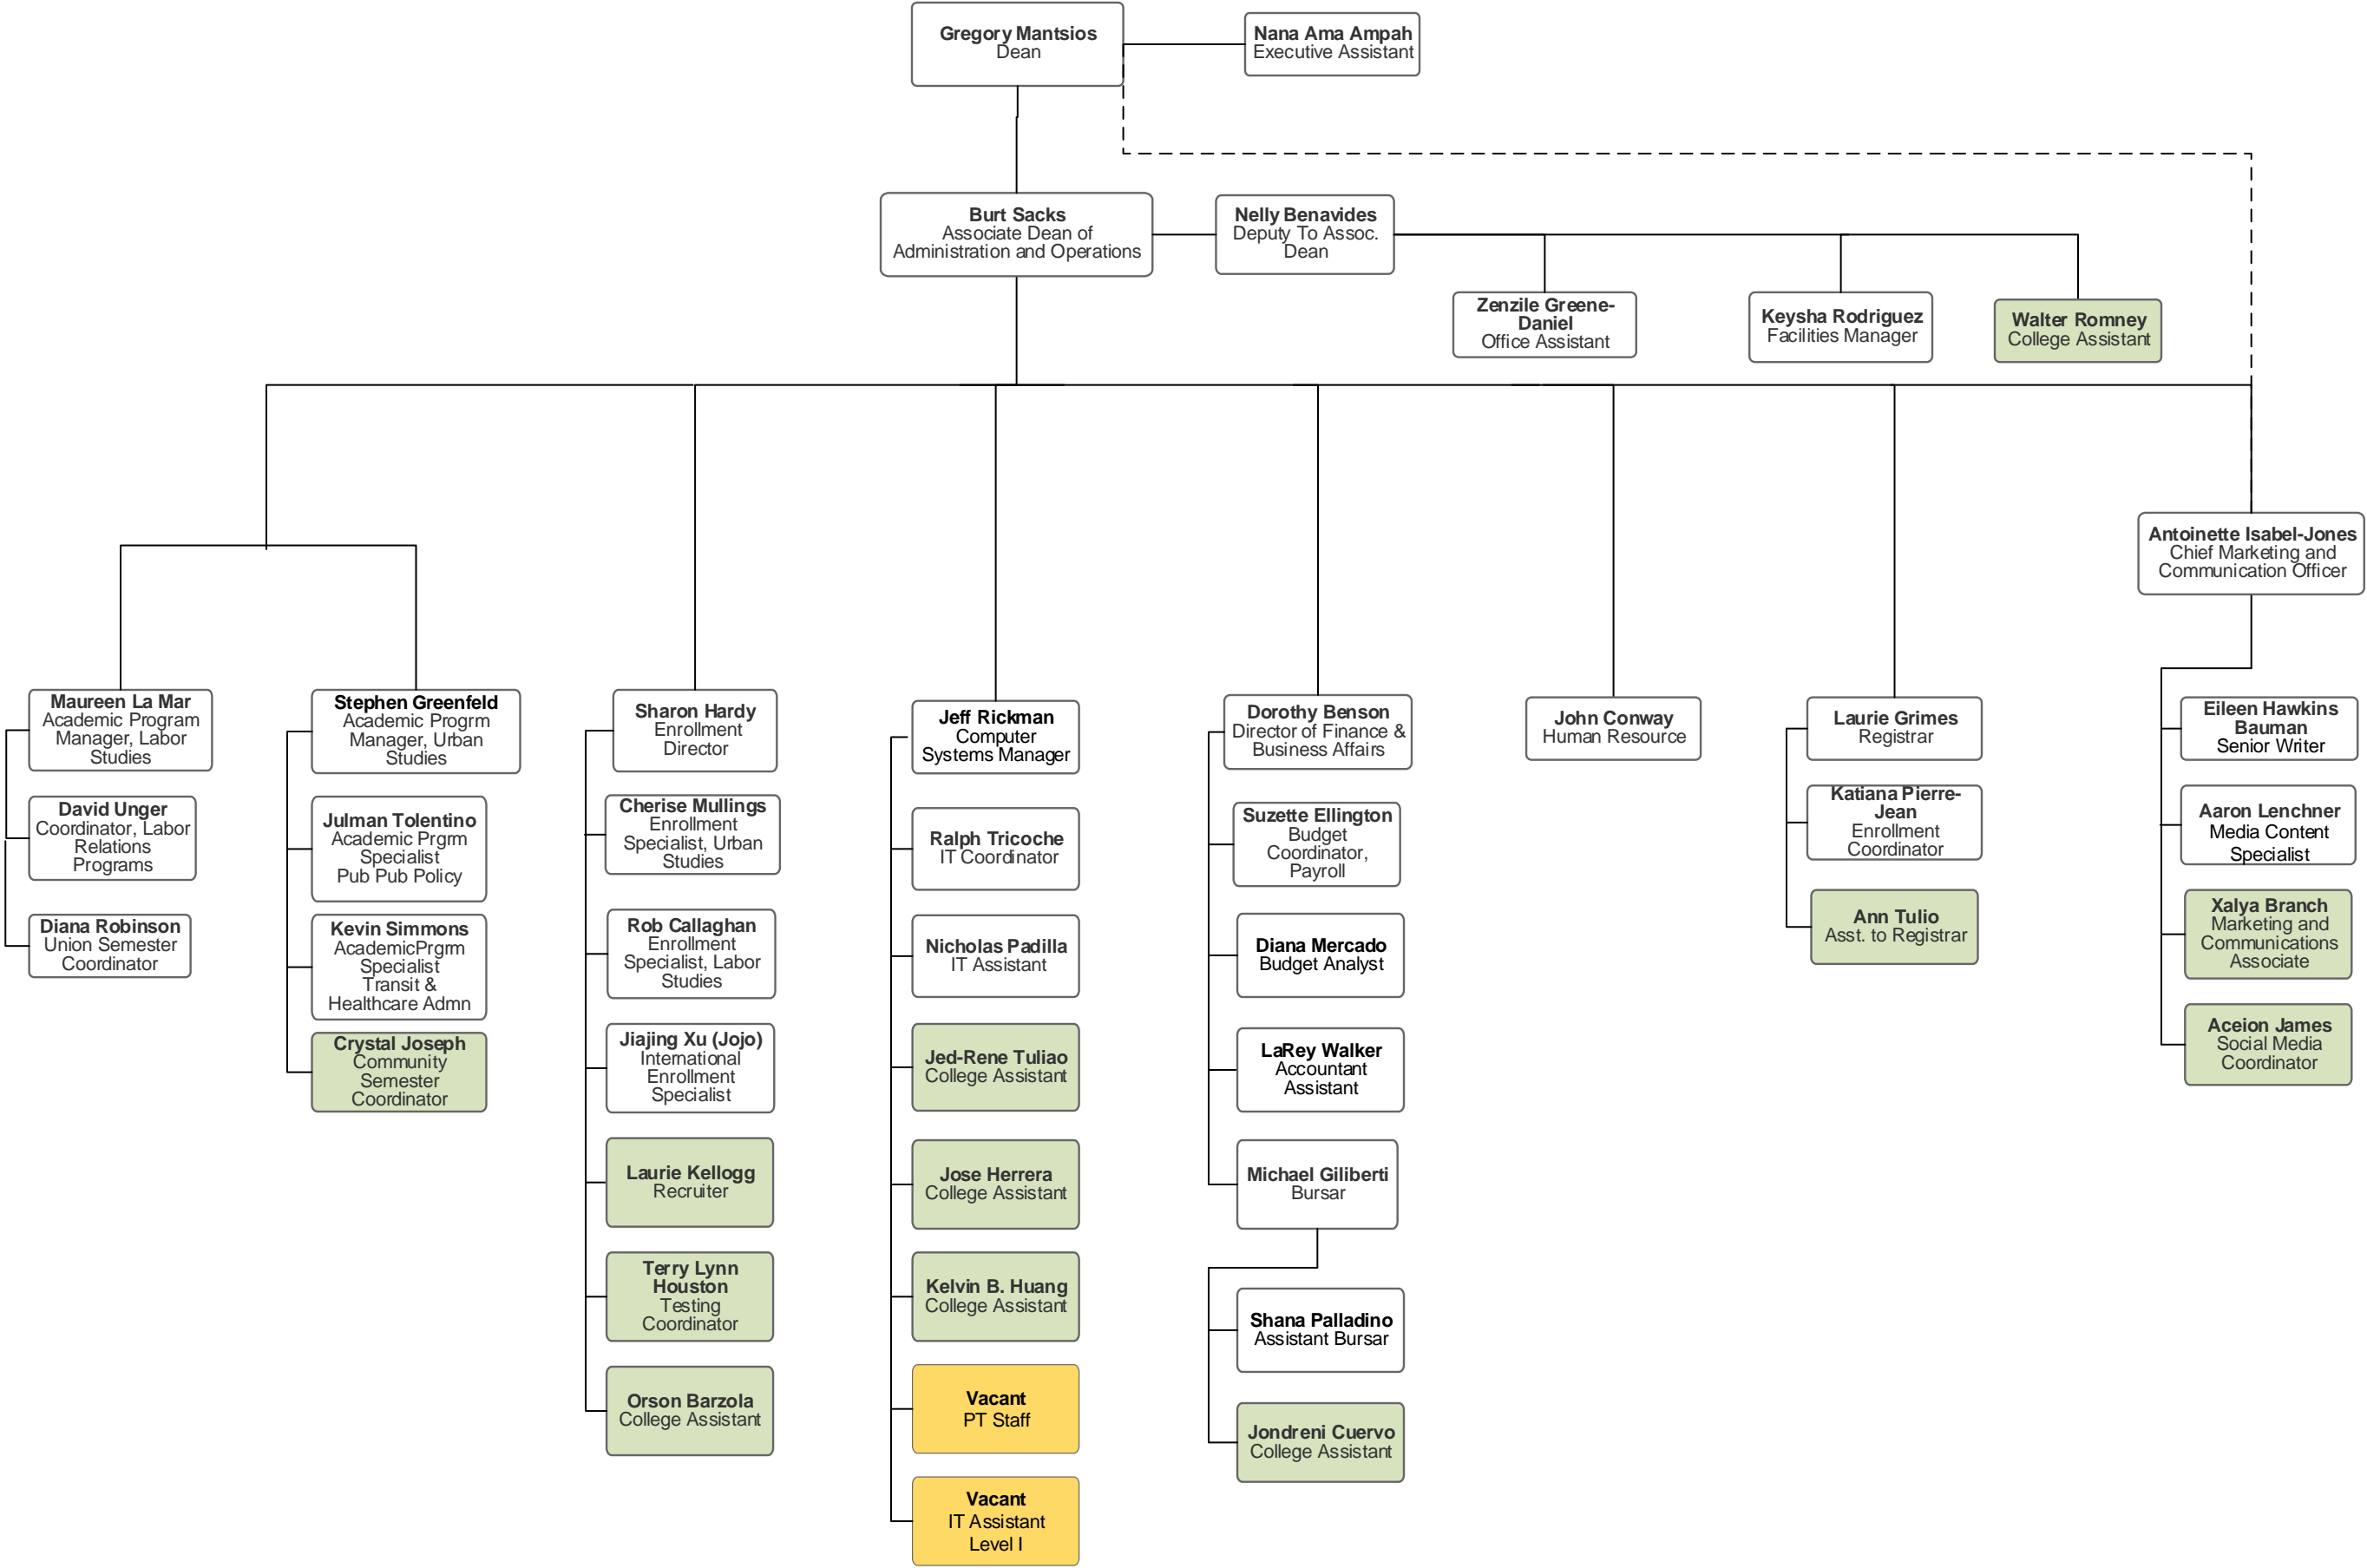 Gregory Mantsios
Dean
Nana Ama Ampah
Executive Assistant
Burt Sacks
Associate Dean of
Administration and Operations
Nelly Benavides
Deputy To Assoc.
Dean
Zenzile Greene-
Daniel
Office Assistant
Keysha Rodriguez
Facilities Manager
Walter Romney
College Assistant
Antoinette Isabel-Jones
Chief Marketing and
Communication Officer
Maureen La Mar
Academic Program
Manager, Labor
Studies
David Unger
Coordinator, Labor
Relations
Programs
Diana Robinson
Union Semester
Coordinator
Stephen Greenfeld
Academic Progrm
Manager, Urban
Studies
Julman Tolentino
Academic Prgrm
Specialist
Pub Pub Policy
Kevin Simmons
AcademicPrgrm
Specialist
Transit &
Healthcare Admn
Crystal Joseph
Community
Semester
Coordinator
Sharon Hardy
Enrollment
Director
Cherise Mullings
Enrollment
Specialist, Urban
Studies
Rob Callaghan
Enrollment
Specialist, Labor
Studies
Jiajing Xu (Jojo)
International
Enrollment
Specialist
Laurie Kellogg
Recruiter
Terry Lynn
Houston
Testing
Coordinator
Orson Barzola
College Assistant
Jeff Rickman
Computer
Systems Manager
Ralph Tricoche
IT Coordinator
Nicholas Padilla
IT Assistant
Jed-Rene Tuliao
College Assistant
Jose Herrera
College Assistant
Kelvin B. Huang
College Assistant
Vacant
PT Staff
Vacant
IT Assistant
Level I
Dorothy Benson
Director of Finance &
Business Affairs
Suzette Ellington
Budget
Coordinator,
Payroll
Diana Mercado
Budget Analyst
LaRey Walker
Accountant
Assistant
Michael Giliberti
Bursar
Shana Palladino
Assistant Bursar
Jondreni Cuervo
College Assistant
John Conway
Human Resource
Laurie Grimes
Registrar
Katiana Pierre-
Jean
Enrollment
Coordinator
Ann Tulio
Asst. to Registrar
Eileen Hawkins
Bauman
Senior Writer
Aaron Lenchner
Media Content
Specialist
Xalya Branch
Marketing and
Communications
Associate
Aceion James
Social Media
Coordinator